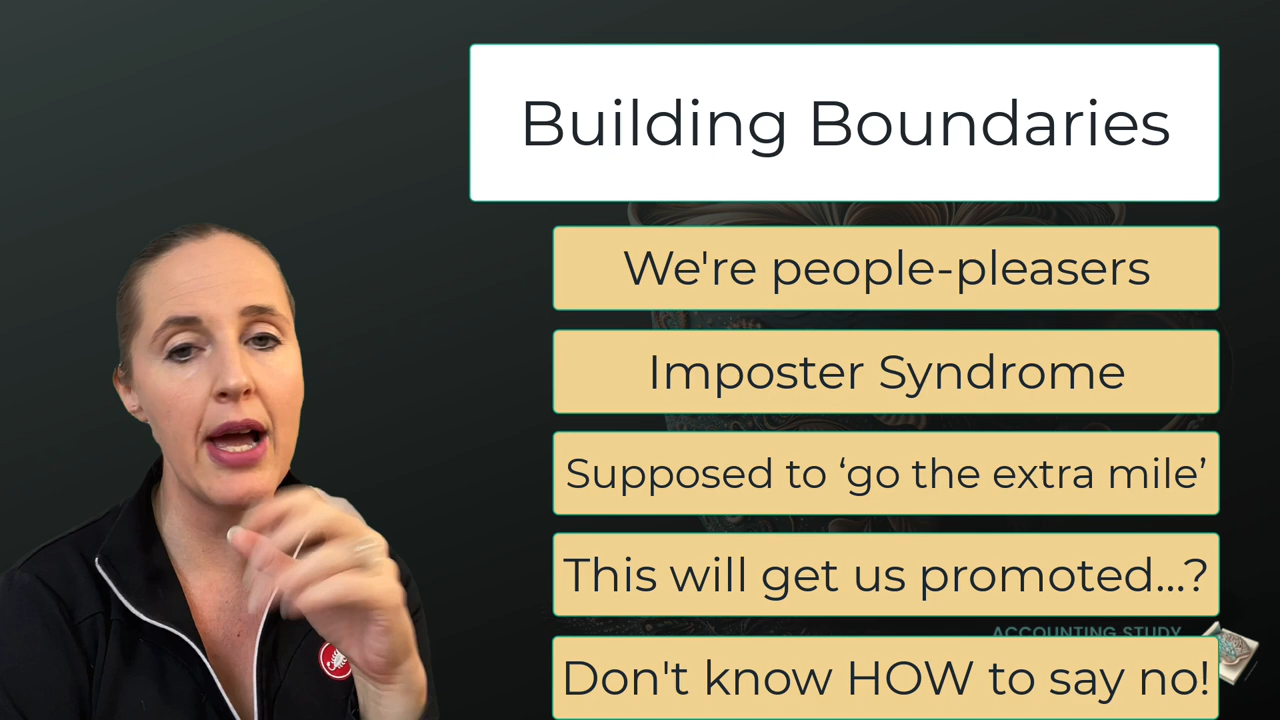 Building Boundaries
We're people-pleasers
Imposter Syndrome
Supposed to ‘go the extra mile’
This will get us promoted...?
ACCOUNTING STUDY
Don't know HOW to say no!